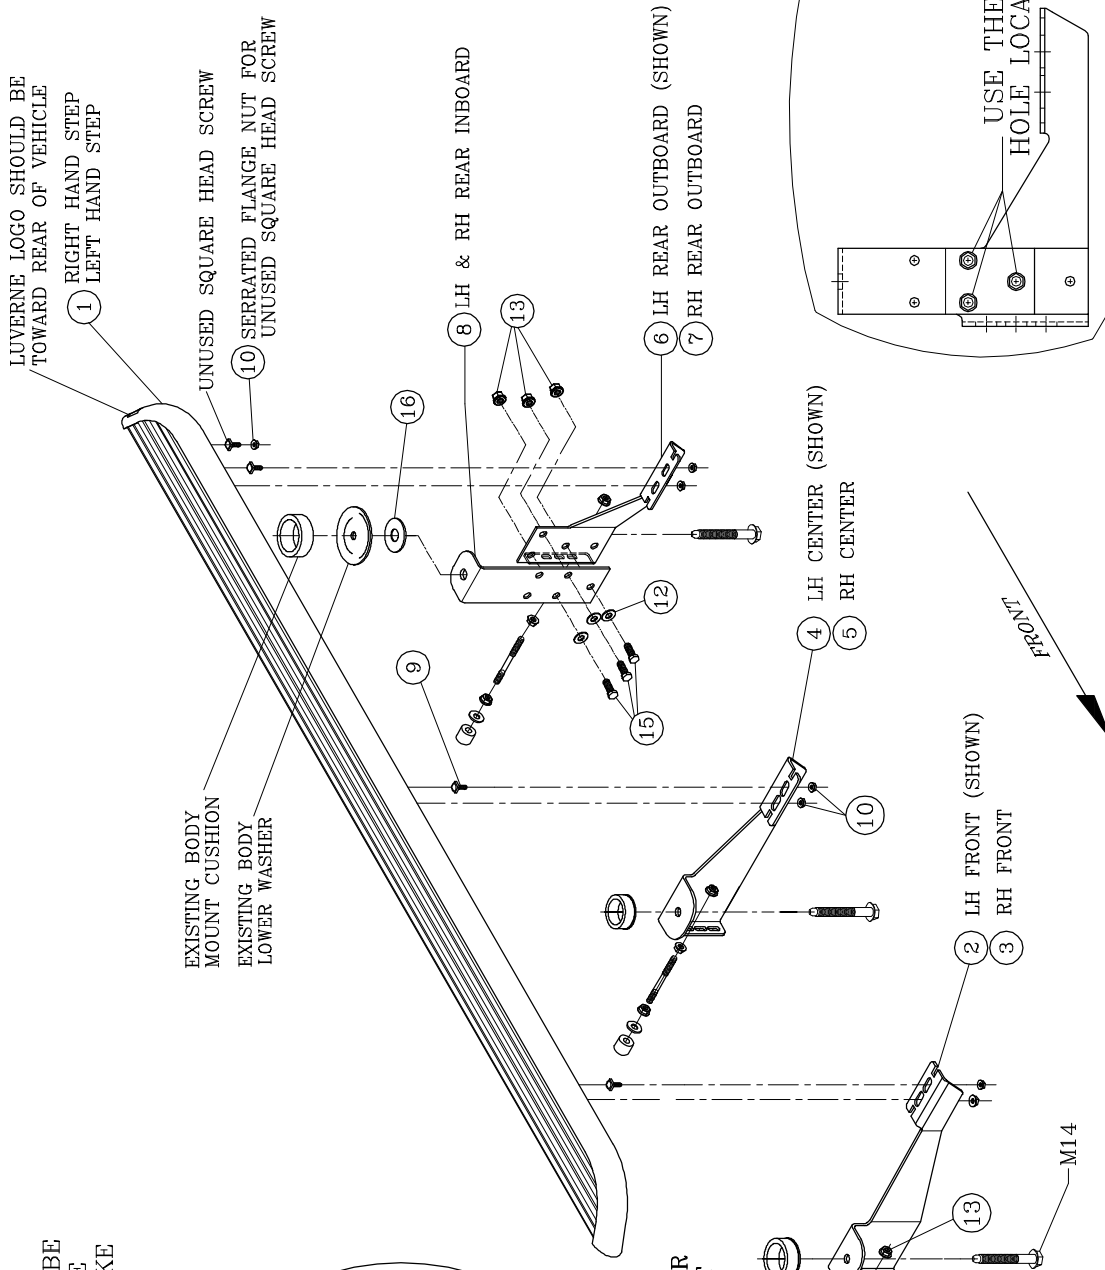 LUVERNE LOGO SHOULD BE
TOWARD REAR OF VEHICLE
1
RIGHT HAND STEP
LEFT HAND STEP
UNUSED SQUARE HEAD SCREW
10 SERRATED FLANGE NUT FOR
UNUSED SQUARE HEAD SCREW
16
8 LH & RH REAR INBOARD
13
6 LH REAR OUTBOARD (SHOWN)
7 RH REAR OUTBOARD
USE THE
HOLE LOCA
EXISTING BODY
MOUNT CUSHION
EXISTING BODY
LOWER WASHER
9
12
15
4 LH CENTER (SHOWN)
5 RH CENTER
10
FRONT
2 LH FRONT (SHOWN)
3 RH FRONT
13
M14
BE
E
KE
R